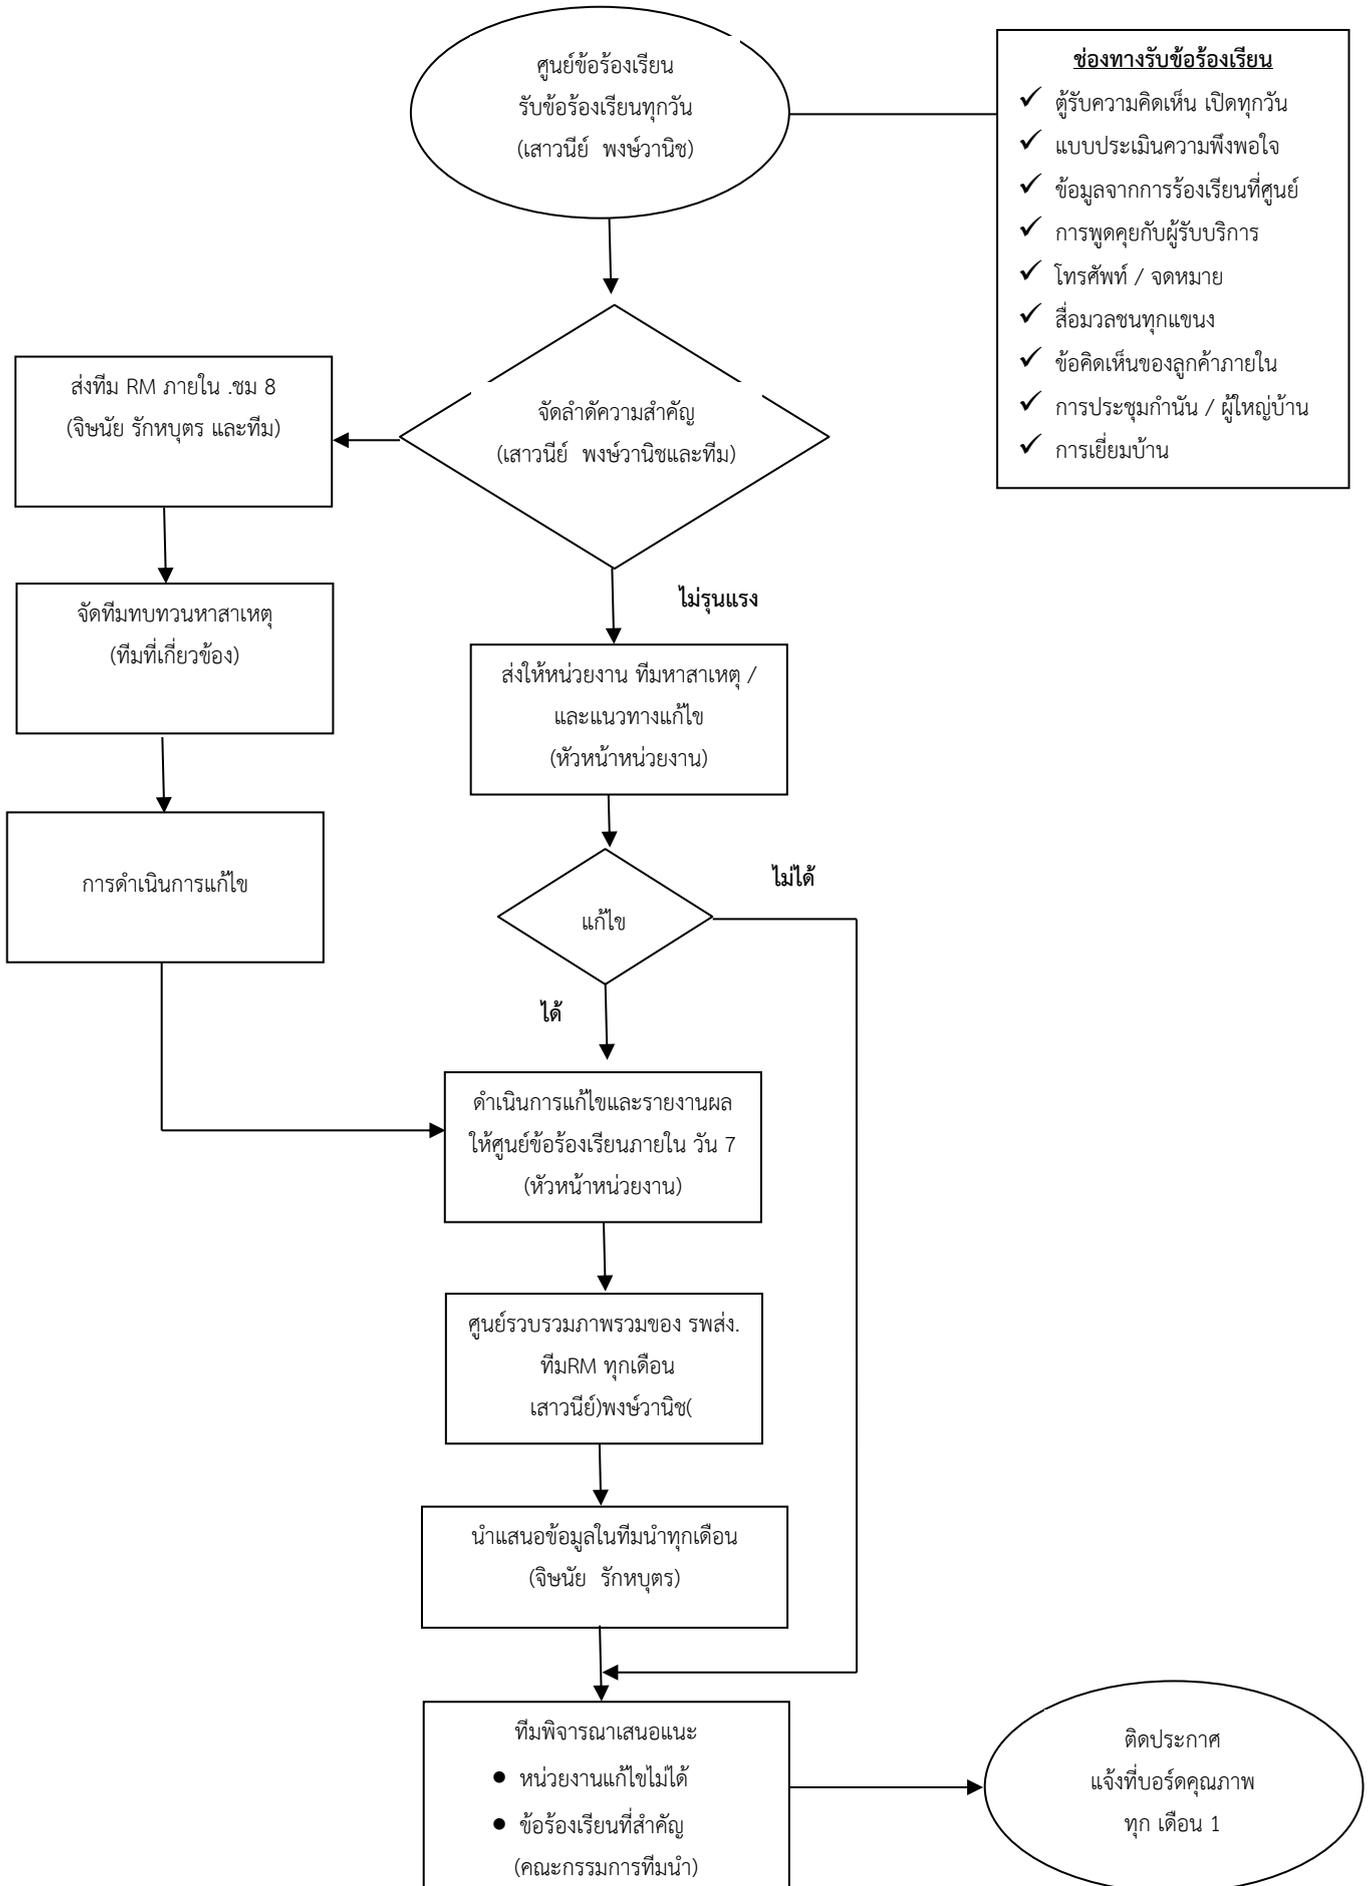 ศูนย์ข้อร้องเรียน
รับข้อร้องเรียนทุกวัน
(เสาวนีย์ พงษ์วานิช)
ช่องทางรับข้อร้องเรียน
✓ ตู้รับความคิดเห็น เปิดทุกวัน
✓ แบบประเมินความพึงพอใจ
✓ ข้อมูลจากการร้องเรียนที่ศูนย์
✓ การพูดคุยกับผู้รับบริการ
✓ โทรศัพท์ / จดหมาย
✓ สื่อมวลชนทุกแขนง
✓ ข้อคิดเห็นของลูกค้าภายใน
✓ การประชุมกำนัน / ผู้ใหญ่บ้าน
✓ การเยี่ยมบ้าน
จัดลำดัความสำคัญ
(เสาวนีย์ พงษ์วานิชและทีม)
ส่งทีม RM ภายใน .ชม 8
(จิษนัย รักหบุตร และทีม)
จัดทีมทบทวนหาสาเหตุ
(ทีมที่เกี่ยวข้อง)
การดำเนินการแก้ไข
ไม่รุนแรง
ส่งให้หน่วยงาน ทีมหาสาเหตุ /
และแนวทางแก้ไข
(หัวหน้าหน่วยงาน)
แก้ไข
ไม่ได้
ได้
ดำเนินการแก้ไขและรายงานผล
ให้ศูนย์ข้อร้องเรียนภายใน วัน 7
(หัวหน้าหน่วยงาน)
ศูนย์รวบรวมภาพรวมของ รพส่ง.
ทีมRM ทุกเดือน
เสาวนีย์)พงษ์วานิช(
นำแสนอข้อมูลในทีมนำทุกเดือน
(จิษนัย รักหบุตร)
ทีมพิจารณาเสนอแนะ
● หน่วยงานแก้ไขไม่ได้
● ข้อร้องเรียนที่สำคัญ
(คณะกรรมการทีมนำ)
ติดประกาศ
แจ้งที่บอร์ดคุณภาพ
ทุก เดือน 1